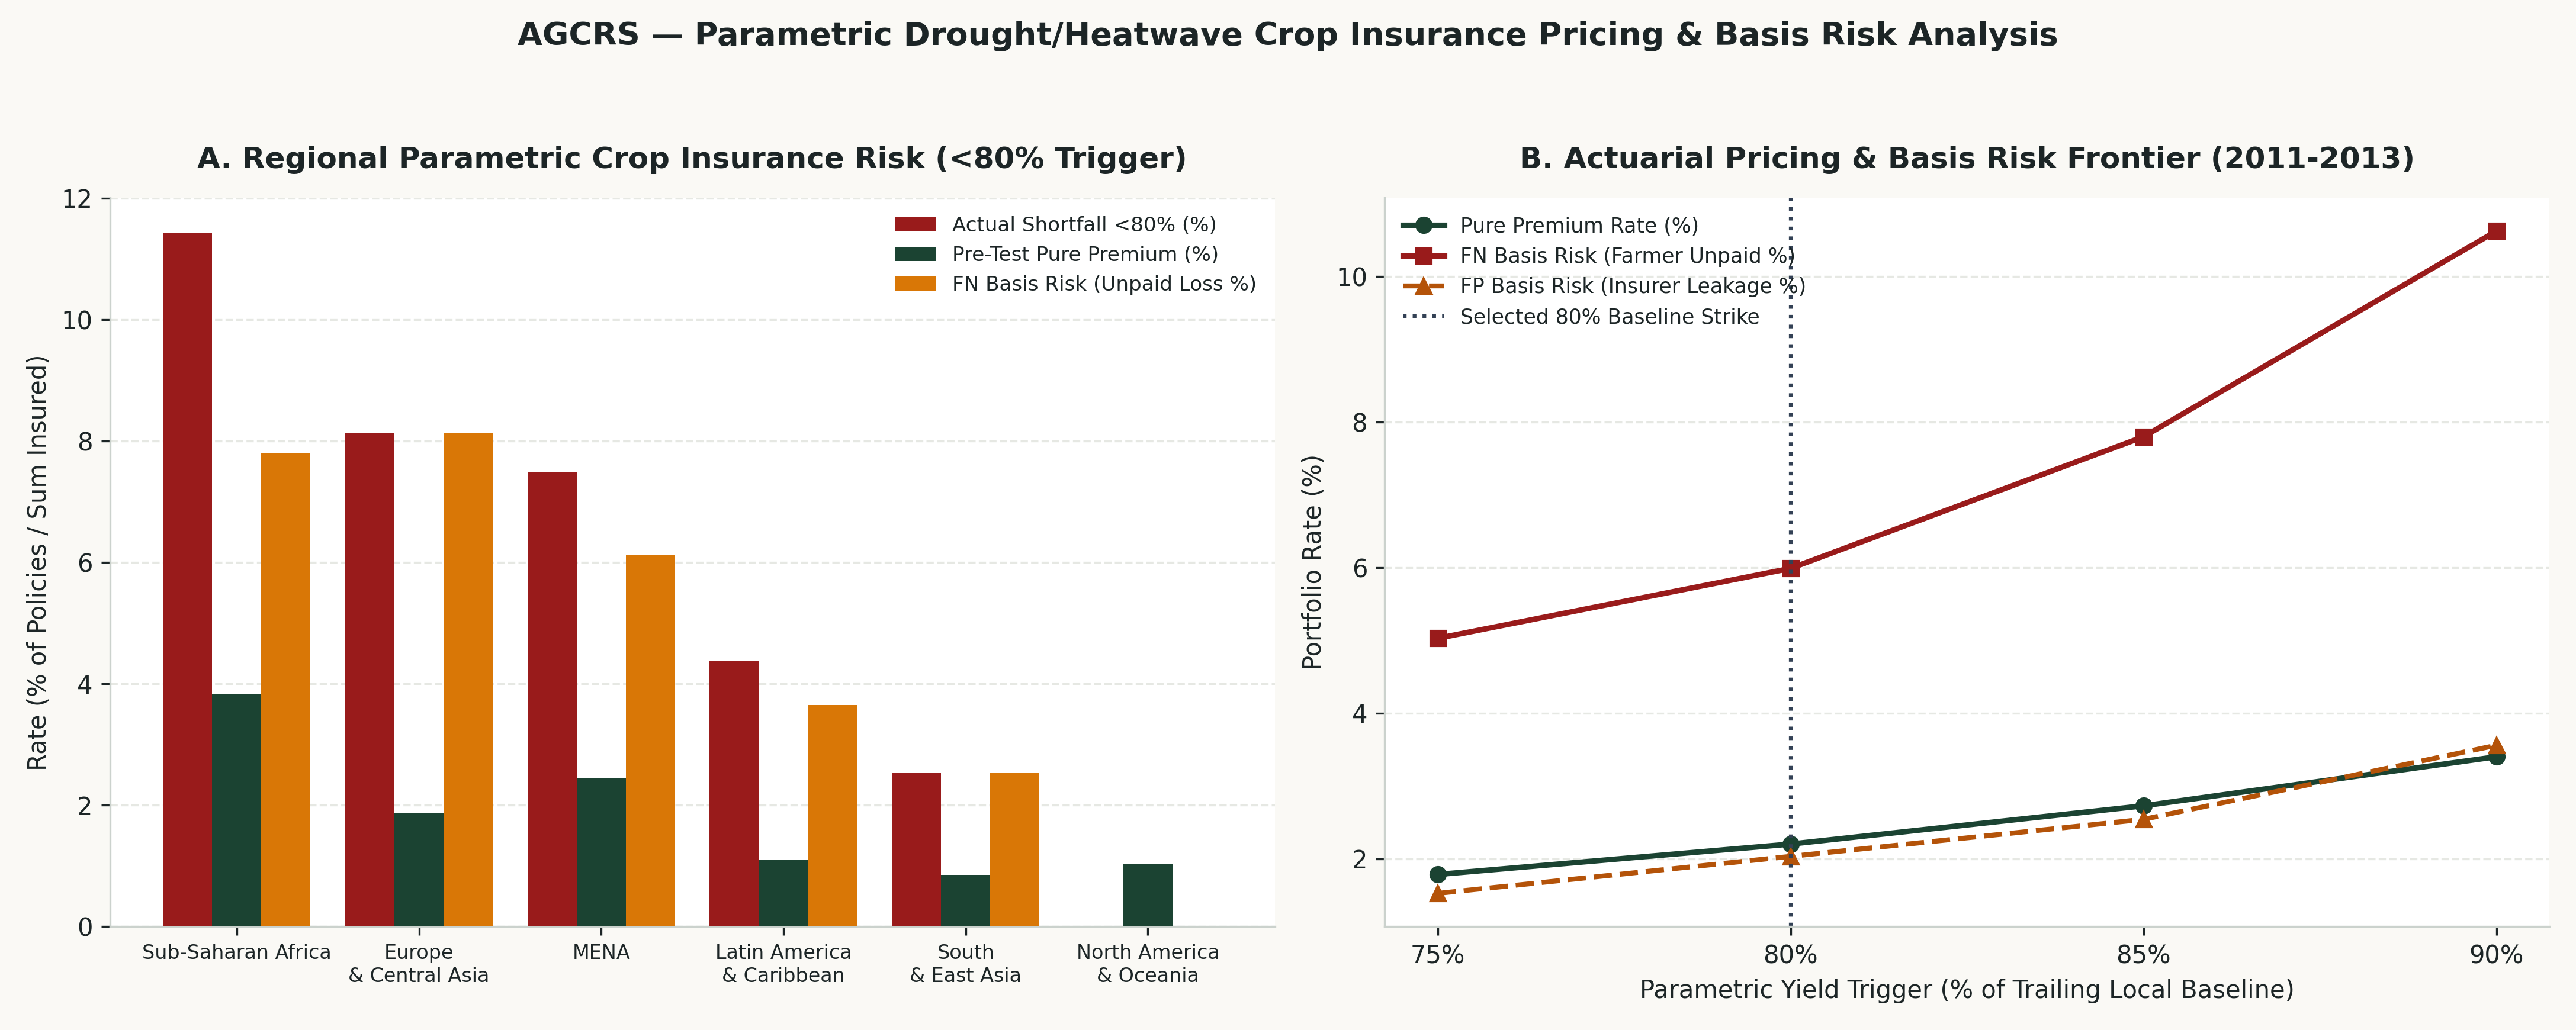 AGCRS — Parametric Drought/Heatwave Crop Insurance Pricing & Basis Risk Analysis
A. Regional Parametric Crop Insurance Risk (<80% Trigger)
Rate (% of Policies / Sum Insured)
12
10
8
6
4
2
0
Actual Shortfall <80% (%)
Pre-Test Pure Premium (%)
FN Basis Risk (Unpaid Loss %)
Sub-Saharan Africa
Europe
& Central Asia
MENA
Latin America
& Caribbean
South
& East Asia
North America
& Oceania
B. Actuarial Pricing & Basis Risk Frontier (2011-2013)
Portfolio Rate (%)
10
8
6
4
2
Pure Premium Rate (%)
FN Basis Risk (Farmer Unpaid %)
FP Basis Risk (Insurer Leakage %)
Selected 80% Baseline Strike
75%
80%
85%
90%
Parametric Yield Trigger (% of Trailing Local Baseline)